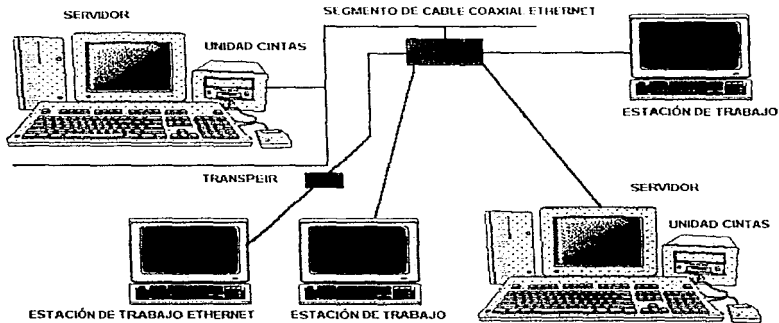 SEGMENTO DE CABLE COAXIAL ETHERNET
SERVIDOR
UNIDAD CINTAS
ESTACIÓN DE TRABAJO
TRANSPEIR
SERVIDOR
UNIDAD CINTAS
ESTACIÓN DE TRABAJO ETHERNET
ESTACIÓN DE TRABAJO